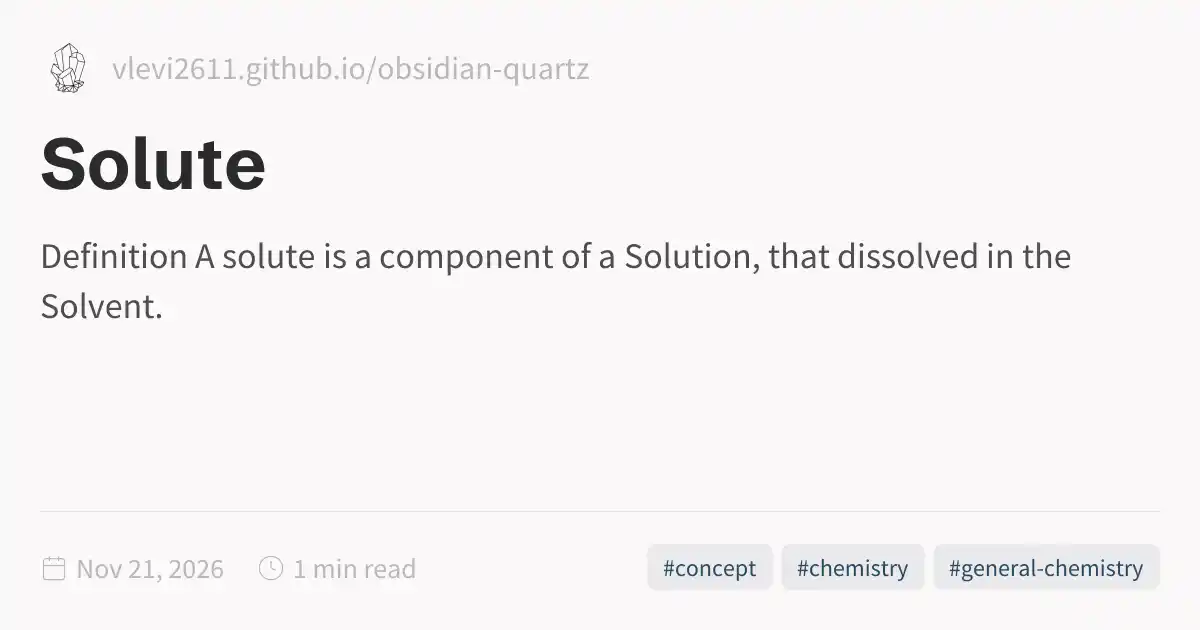 vlevi2611.github.io/obsidian-quartz
Solute
Definition A solute is a component of a Solution, that dissolved in the
Solvent.
Nov 21, 2026 1 min read #concept #chemistry #general-chemistry